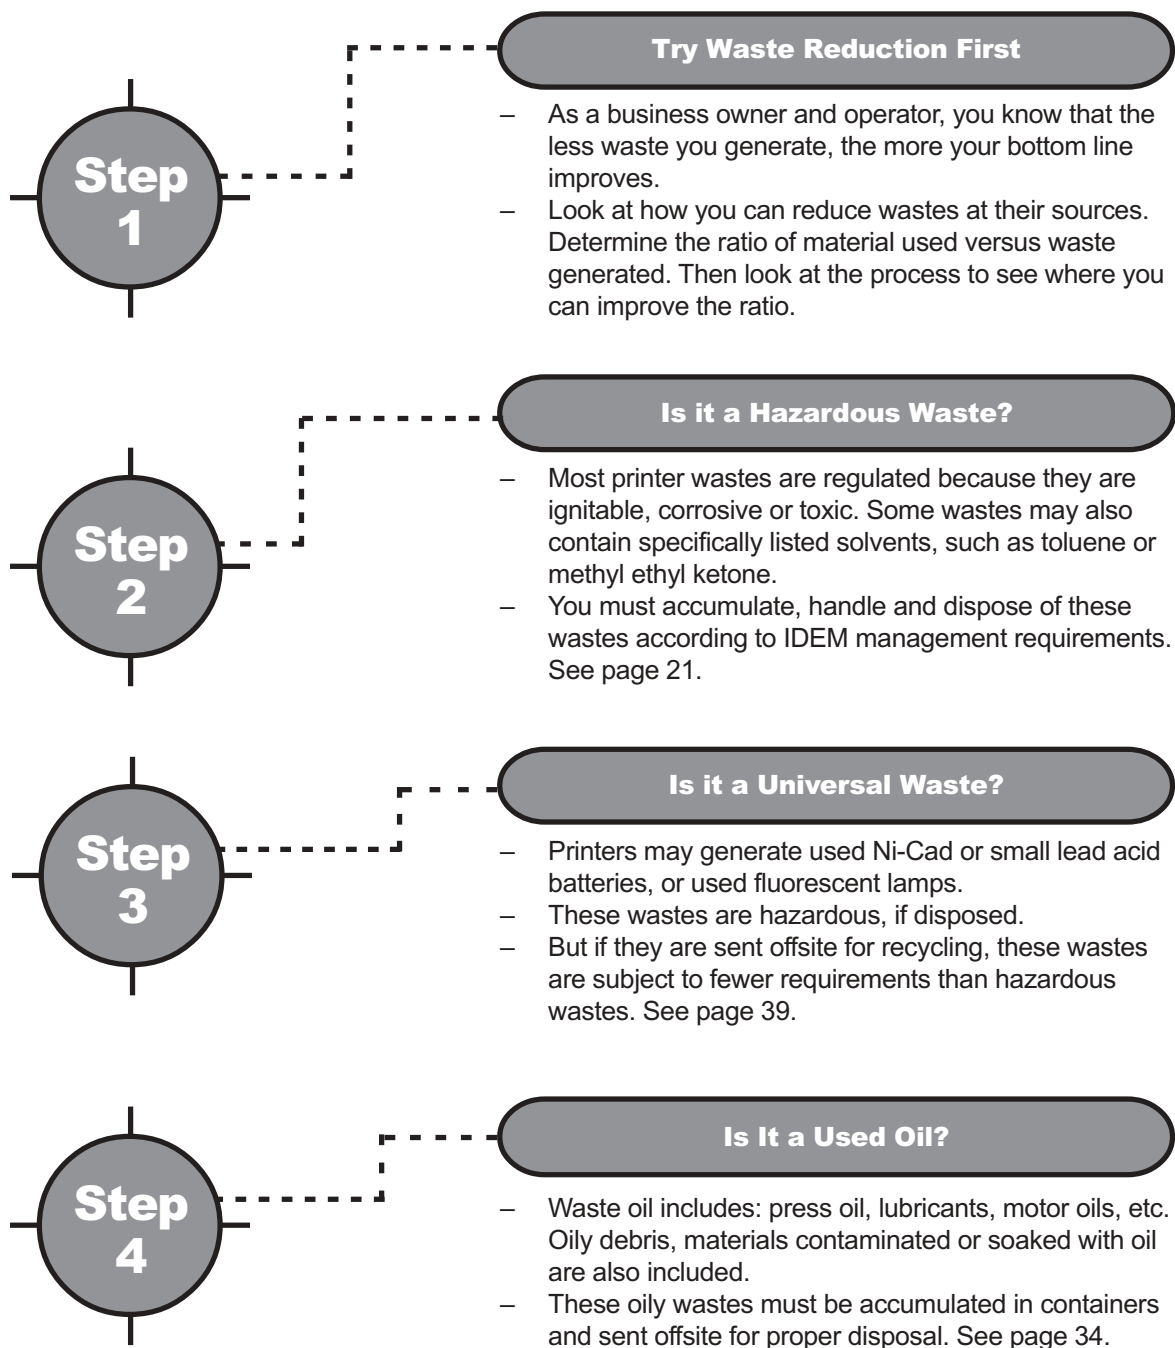 Try Waste Reduction First
Step
1
– As a business owner and operator, you know that the
less waste you generate, the more your bottom line
improves.
– Look at how you can reduce wastes at their sources.
Determine the ratio of material used versus waste
generated. Then look at the process to see where you
can improve the ratio.
Is it a Hazardous Waste?
Step
2
– Most printer wastes are regulated because they are
ignitable, corrosive or toxic. Some wastes may also
contain specifically listed solvents, such as toluene or
methyl ethyl ketone.
– You must accumulate, handle and dispose of these
wastes according to IDEM management requirements.
See page 21.
Is it a Universal Waste?
Step
3
– Printers may generate used Ni-Cad or small lead acid
batteries, or used fluorescent lamps.
– These wastes are hazardous, if disposed.
– But if they are sent offsite for recycling, these wastes
are subject to fewer requirements than hazardous
wastes. See page 39.
Is It a Used Oil?
Step
4
– Waste oil includes: press oil, lubricants, motor oils, etc.
Oily debris, materials contaminated or soaked with oil
are also included.
– These oily wastes must be accumulated in containers
and sent offsite for proper disposal. See page 34.